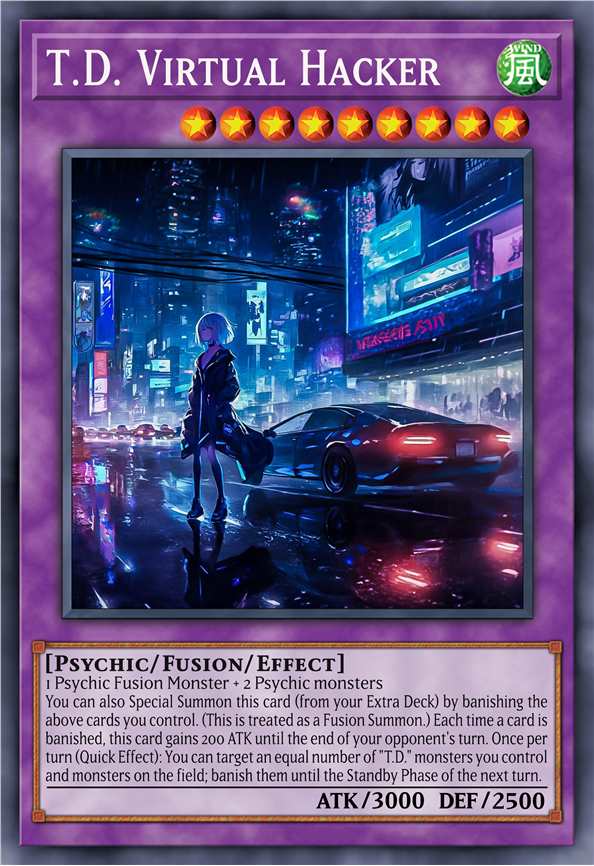 T.D. Virtual Hacker
WIND
風
[Psychic/Fusion/Effect]
1 Psychic Fusion Monster + 2 Psychic monsters
You can also Special Summon this card (from your Extra Deck) by banishing the
above cards you control. (This is treated as a Fusion Summon.) Each time a card is
banished, this card gains 200 ATK until the end of your opponent's turn. Once per
turn (Quick Effect): You can target an equal number of "T.D." monsters you control
and monsters on the field; banish them until the Standby Phase of the next turn.
ATK/3000 DEF/2500